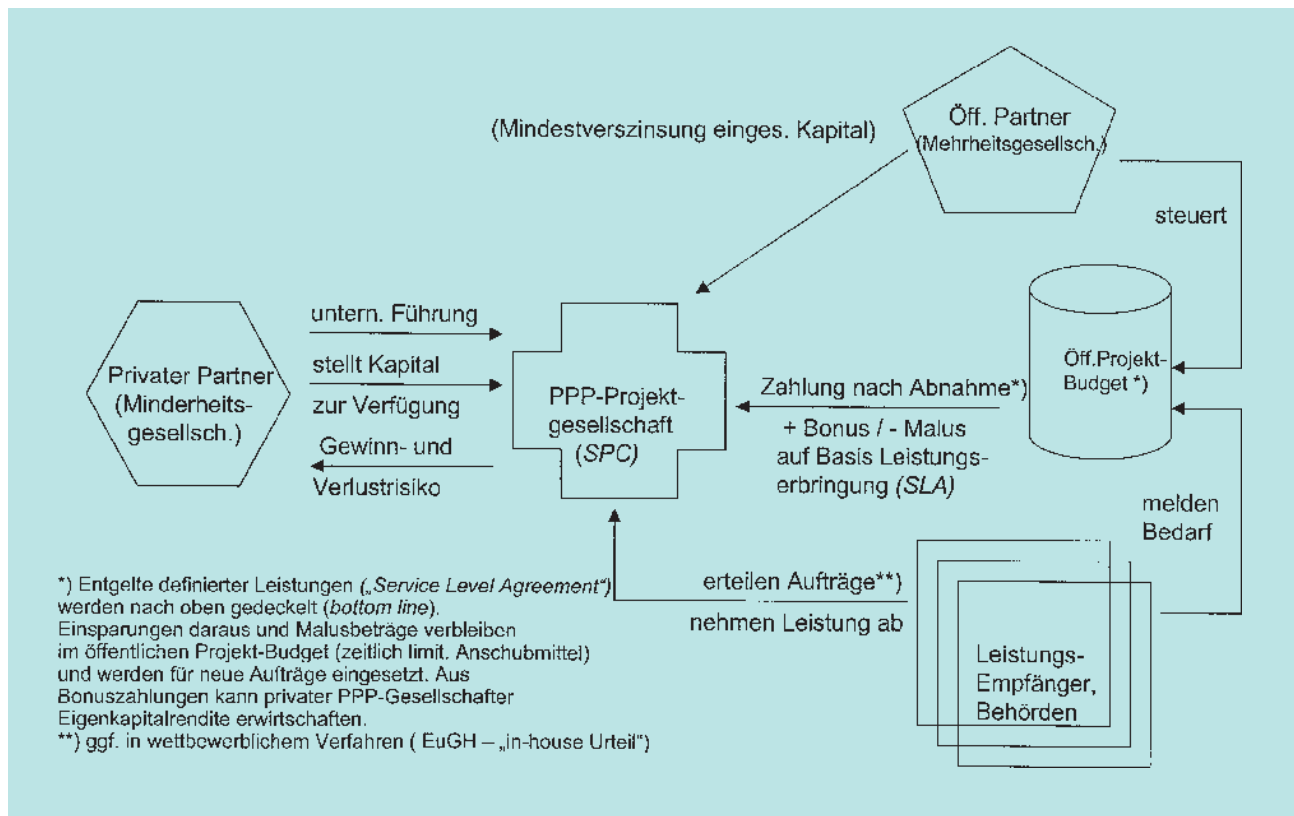 (Mindestverszinsung einges. Kapital)
Öff. Partner
(Mehrheitsgesellsch.)
steuert
untern. Führung
stellt Kapital
zur Verfügung
Gewinn- und
Verlustrisiko
Privater Partner
(Minderheits-
gesellsch.)
PPP-Projekt-
gesellschaft
(SPC)
Zahlung nach Abnahme*)
+ Bonus / - Malus
auf Basis Leistungs-
erbringung (SLA)
Öff.Projekt-
Budget *)
melden
Bedarf
erteilen Aufträge**)
nehmen Leistung ab
Leistungs-
Empfänger,
Behörden
*) Entgelte definierter Leistungen („Service Level Agreement“)
werden nach oben gedeckelt (bottom line).
Einsparungen daraus und Malusbeträge verbleiben
im öffentlichen Projekt-Budget (zeitlich limit. Anschubmittel)
und werden für neue Aufträge eingesetzt. Aus
Bonuszahlungen kann privater PPP-Gesellschafter
Eigenkapitalrendite erwirtschaften.
**) ggf. in wettbewerblichem Verfahren ( EuGH – „in-house Urteil“)